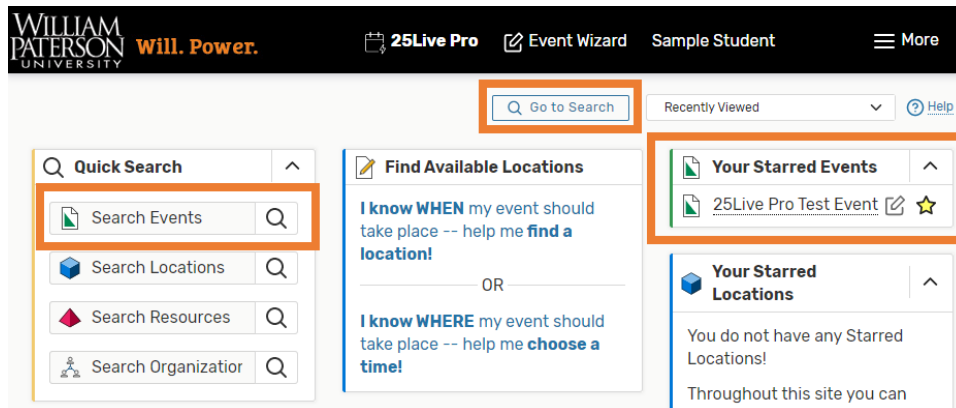 WILLIAM
PATERSON
UNIVERSITY
Will. Power.
25Live Pro
Event Wizard
Sample Student
More
Go to Search
Recently Viewed
Help
Quick Search
Search Events
Search Locations
Search Resources
Search Organization
Find Available Locations
I know WHEN my event should
take place -- help me find a
location!
OR
I know WHERE my event should
take place -- help me choose a
time!
Your Starred Events
25Live Pro Test Event
Your Starred
Locations
You do not have any Starred
Locations!
Throughout this site you can